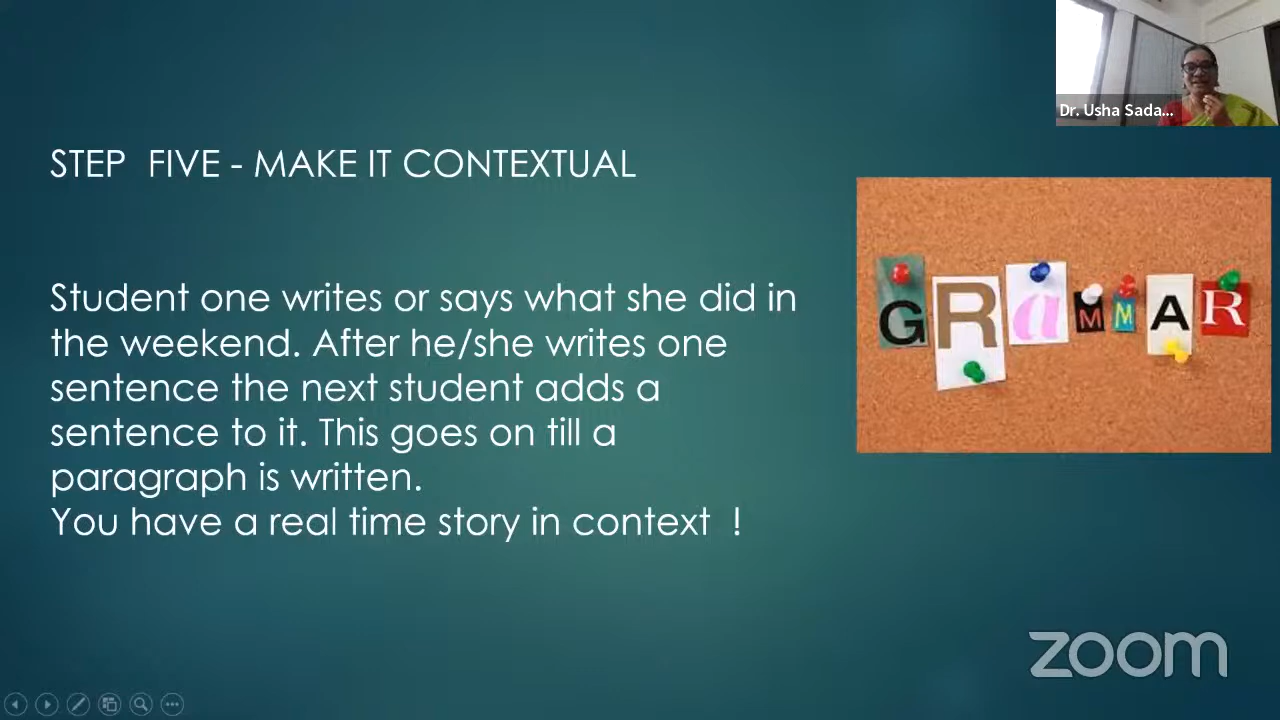 Dr. Usha Sada...
STEP FIVE - MAKE IT CONTEXTUAL
GRaMMAR
Student one writes or says what she did in
the weekend. After he/she writes one
sentence the next student adds a
sentence to it. This goes on till a
paragraph is written.
You have a real time story in context !
zoom